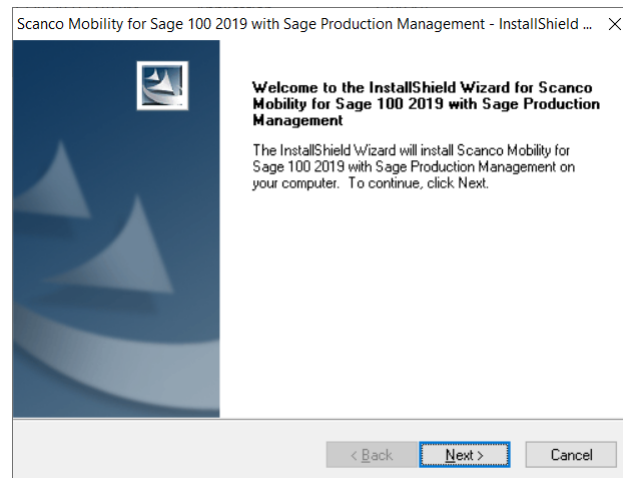 Scanco Mobility for Sage 100 2019 with Sage Production Management - InstallShield ...
Welcome to the InstallShield Wizard for Scanco
Mobility for Sage 100 2019 with Sage Production
Management
The InstallShield Wizard will install Scanco Mobility for
Sage 100 2019 with Sage Production Management on
your computer. To continue, click Next.
< Back
Next >
Cancel